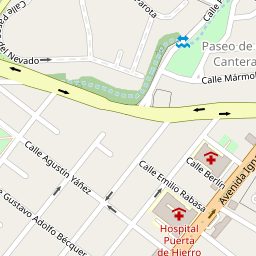 Calle P
arota
del Nevado
Paseo de
Cantera
Calle Mármol
Calle Agustín Yáñez
Calle Emilio Rabasa
Calle Berlín
Avenida Ign
e Gustavo Adolfo Bécquer
Hospital
Puerta
de Hierro